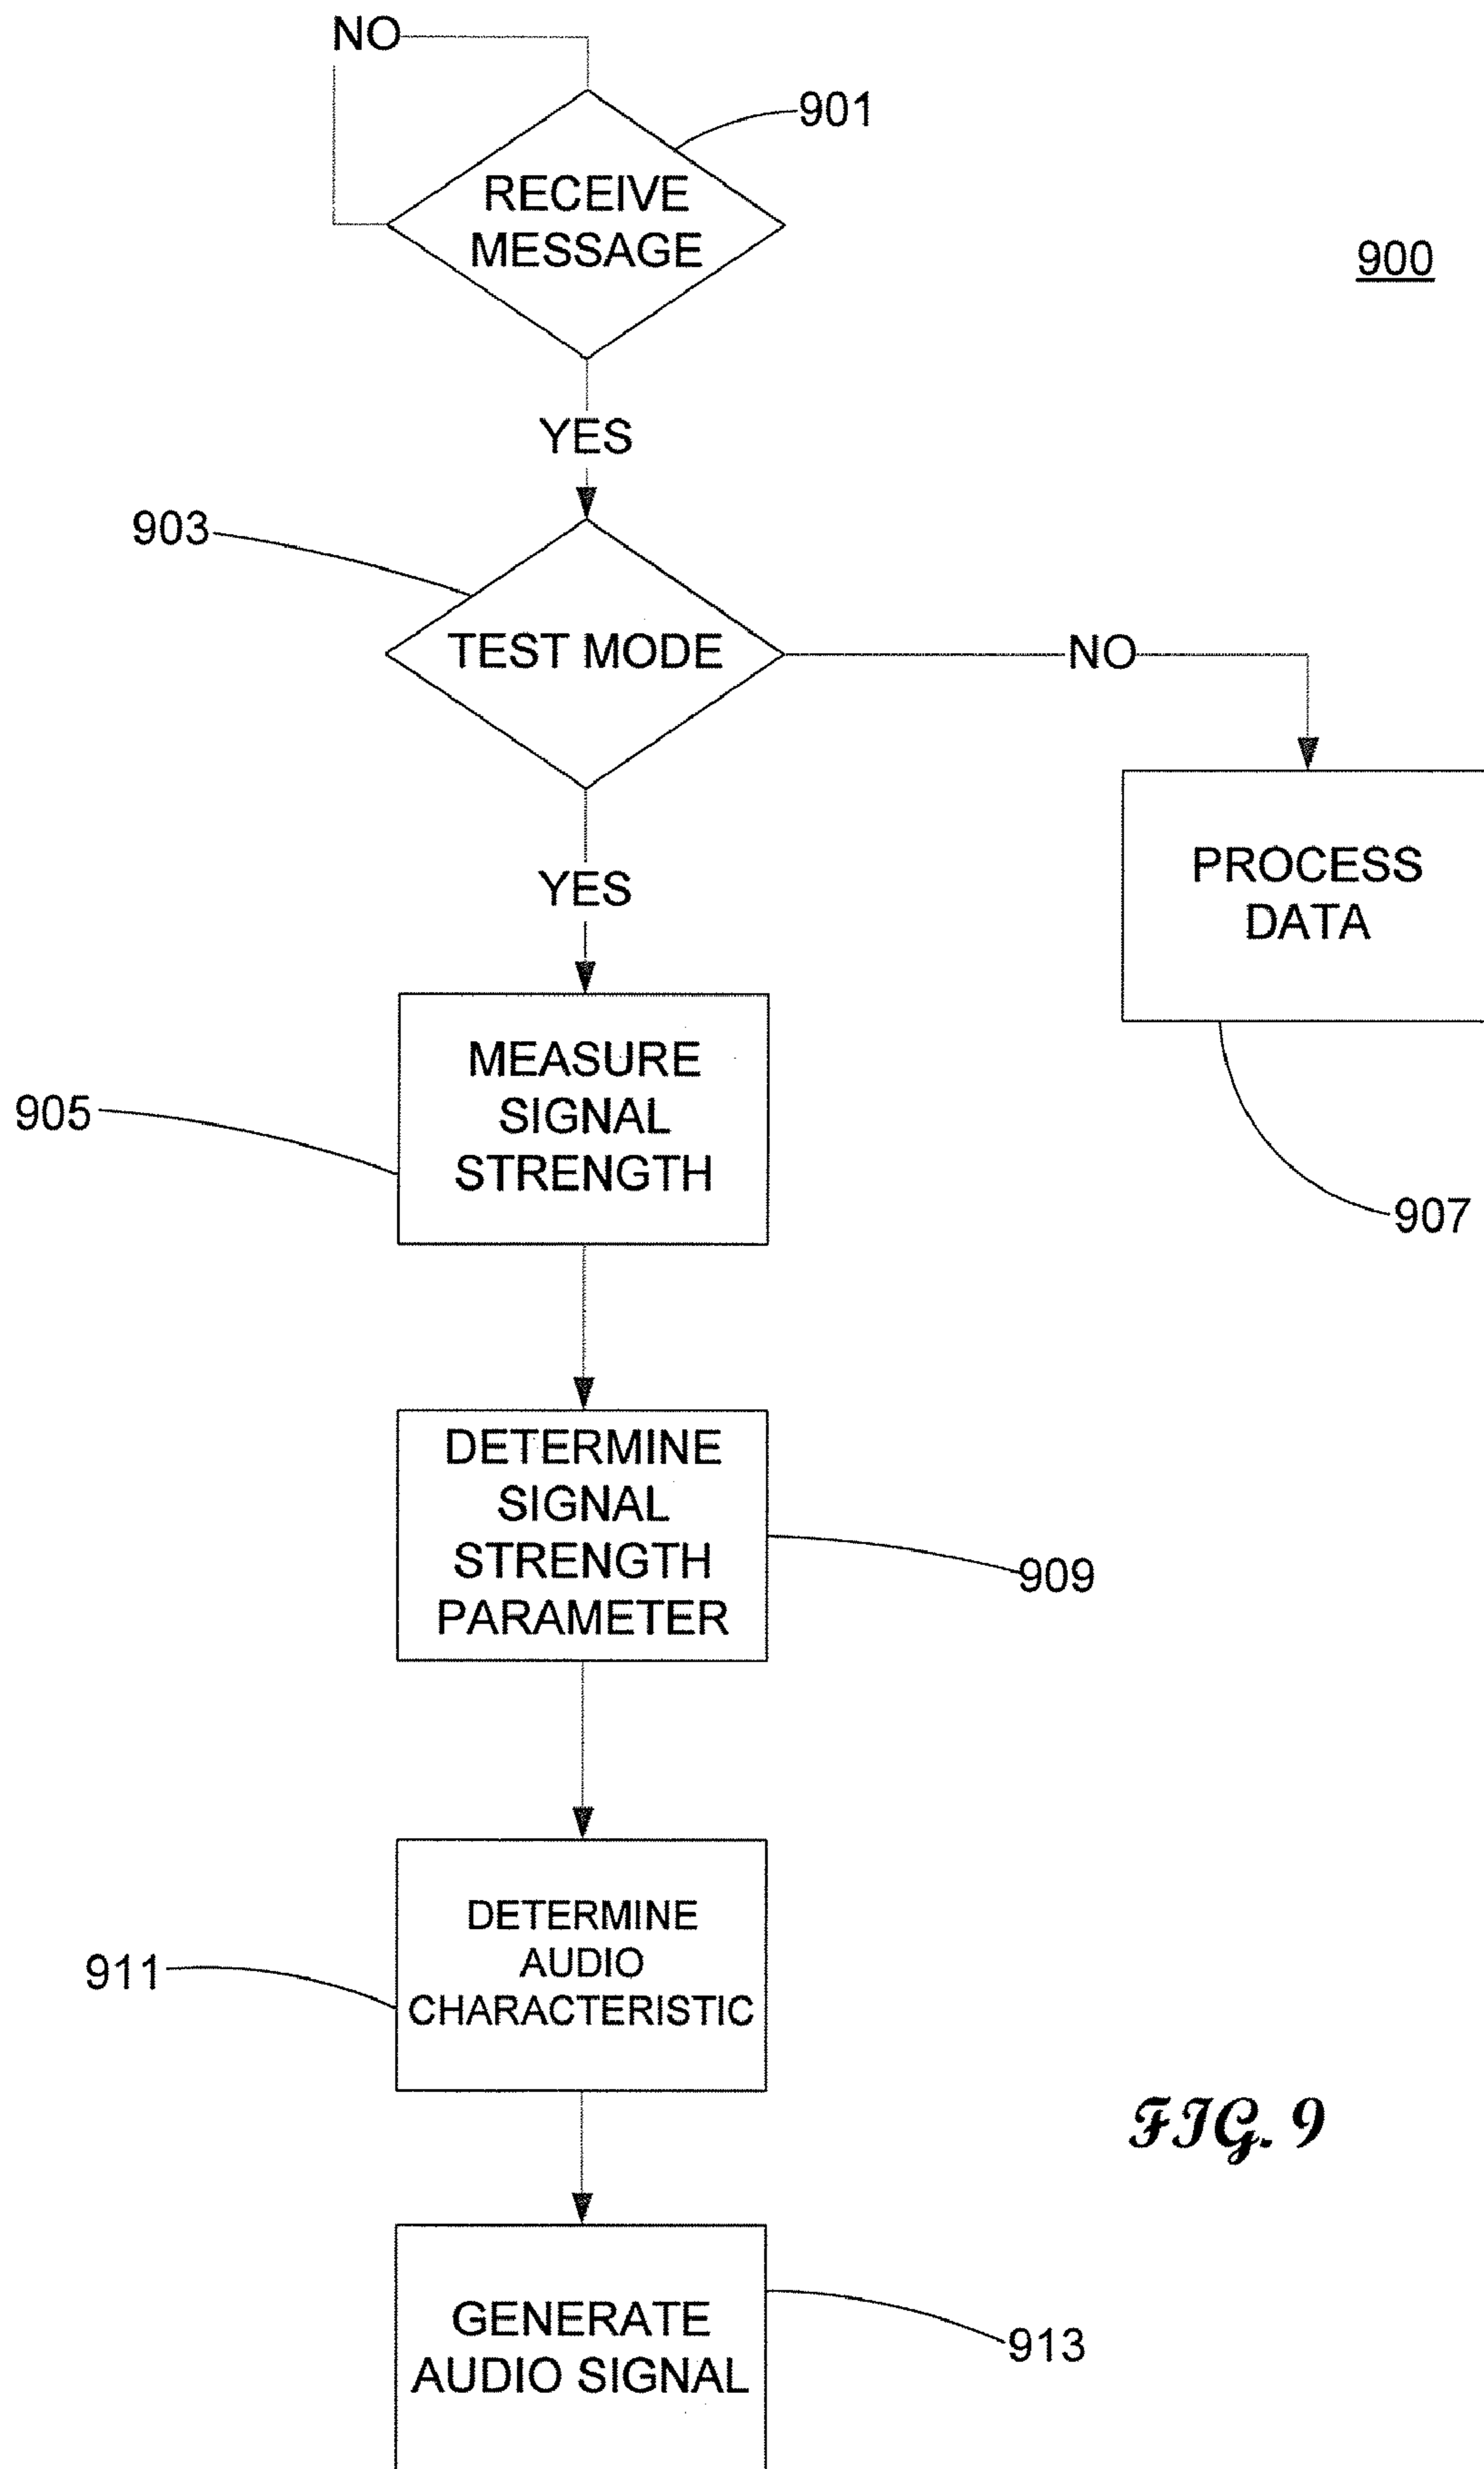 NO
901
RECEIVE
MESSAGE
900
YES
903
TEST MODE
NO
PROCESS
DATA
YES
MEASURE
SIGNAL
STRENGTH
905
907
DETERMINE
SIGNAL
STRENGTH
PARAMETER
909
DETERMINE
AUDIO
CHARACTERISTIC
911
FIG. 9
GENERATE
AUDIO SIGNAL
913